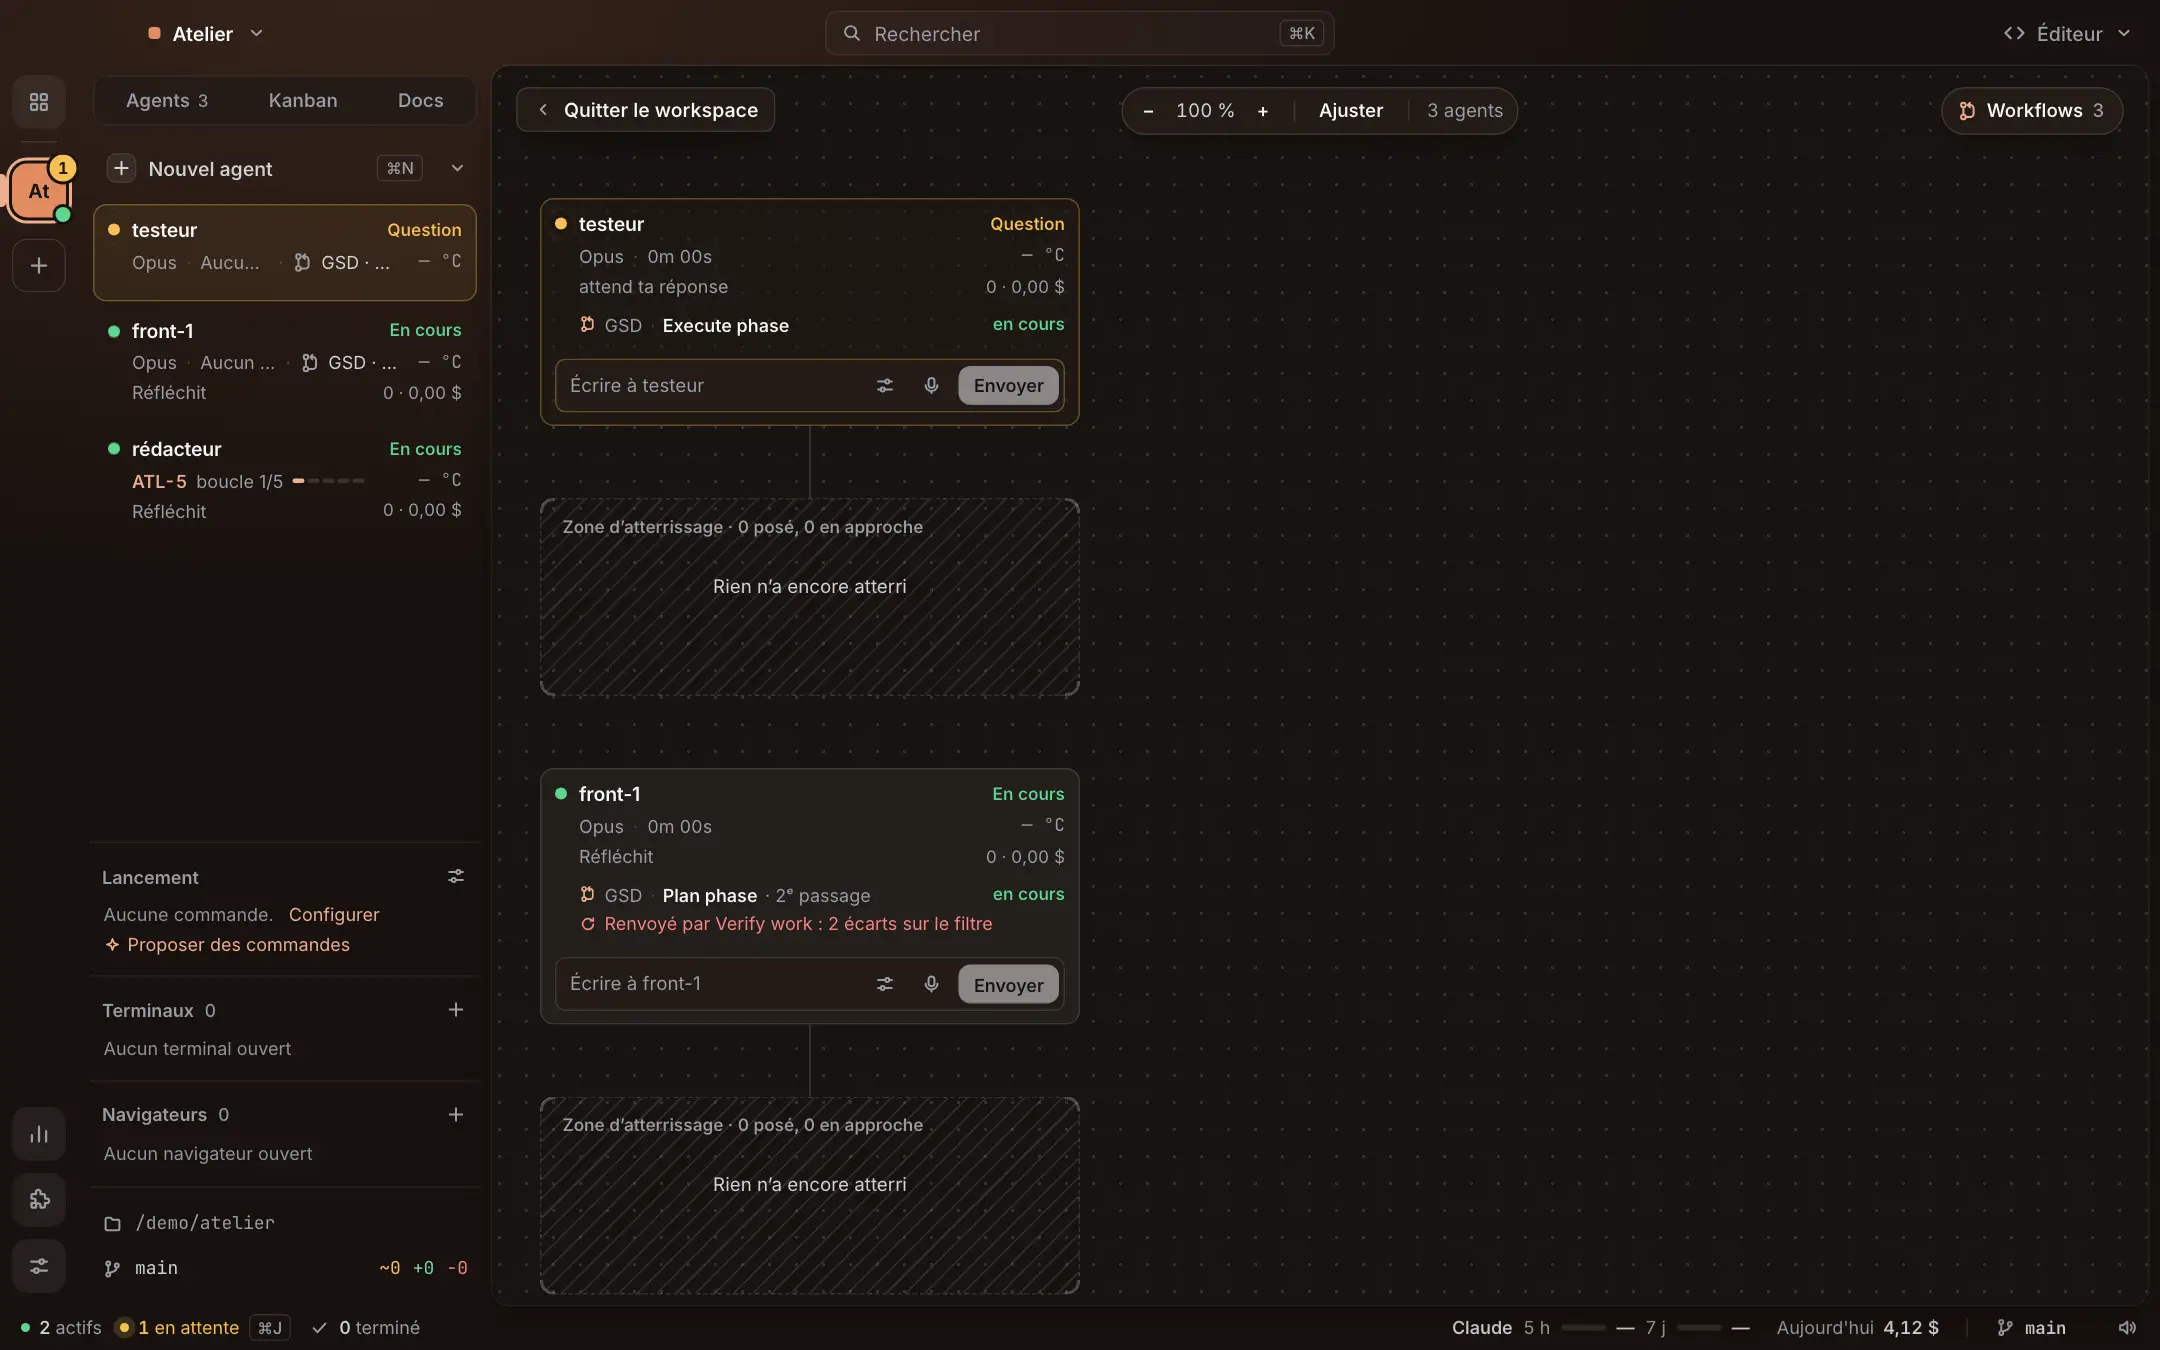 Atelier
Rechercher
⌘K
Éditeur
Agents 3
Kanban
Docs
Nouvel agent
⌘N
At
1
testeur
Question
Opus · Aucu... · GSD · ... — °C
front-1
En cours
Opus · Aucun ... · GSD · ... — °C
Réfléchit
0 · 0,00 $
rédacteur
En cours
ATL-5 boucle 1/5
— °C
Réfléchit
0 · 0,00 $
Lancement
Aucune commande. Configurer
Proposer des commandes
Terminaux 0
Aucun terminal ouvert
Navigateurs 0
Aucun navigateur ouvert
/demo/atelier
main
~0 +0 -0
Quitter le workspace
− 100 % +
Ajuster
3 agents
Workflows 3
testeur
Question
Opus · 0m 00s
— °C
attend ta réponse
0 · 0,00 $
GSD · Execute phase
en cours
Écrire à testeur
Envoyer
Zone d’atterrissage · 0 posé, 0 en approche
Rien n’a encore atterri
front-1
En cours
Opus · 0m 00s
— °C
Réfléchit
0 · 0,00 $
GSD · Plan phase · 2ᵉ passage
en cours
Renvoyé par Verify work : 2 écarts sur le filtre
Écrire à front-1
Envoyer
Zone d’atterrissage · 0 posé, 0 en approche
Rien n’a encore atterri
2 actifs
1 en attente
⌘J
0 terminé
Claude 5 h — 7 j —
Aujourd'hui 4,12 $
main